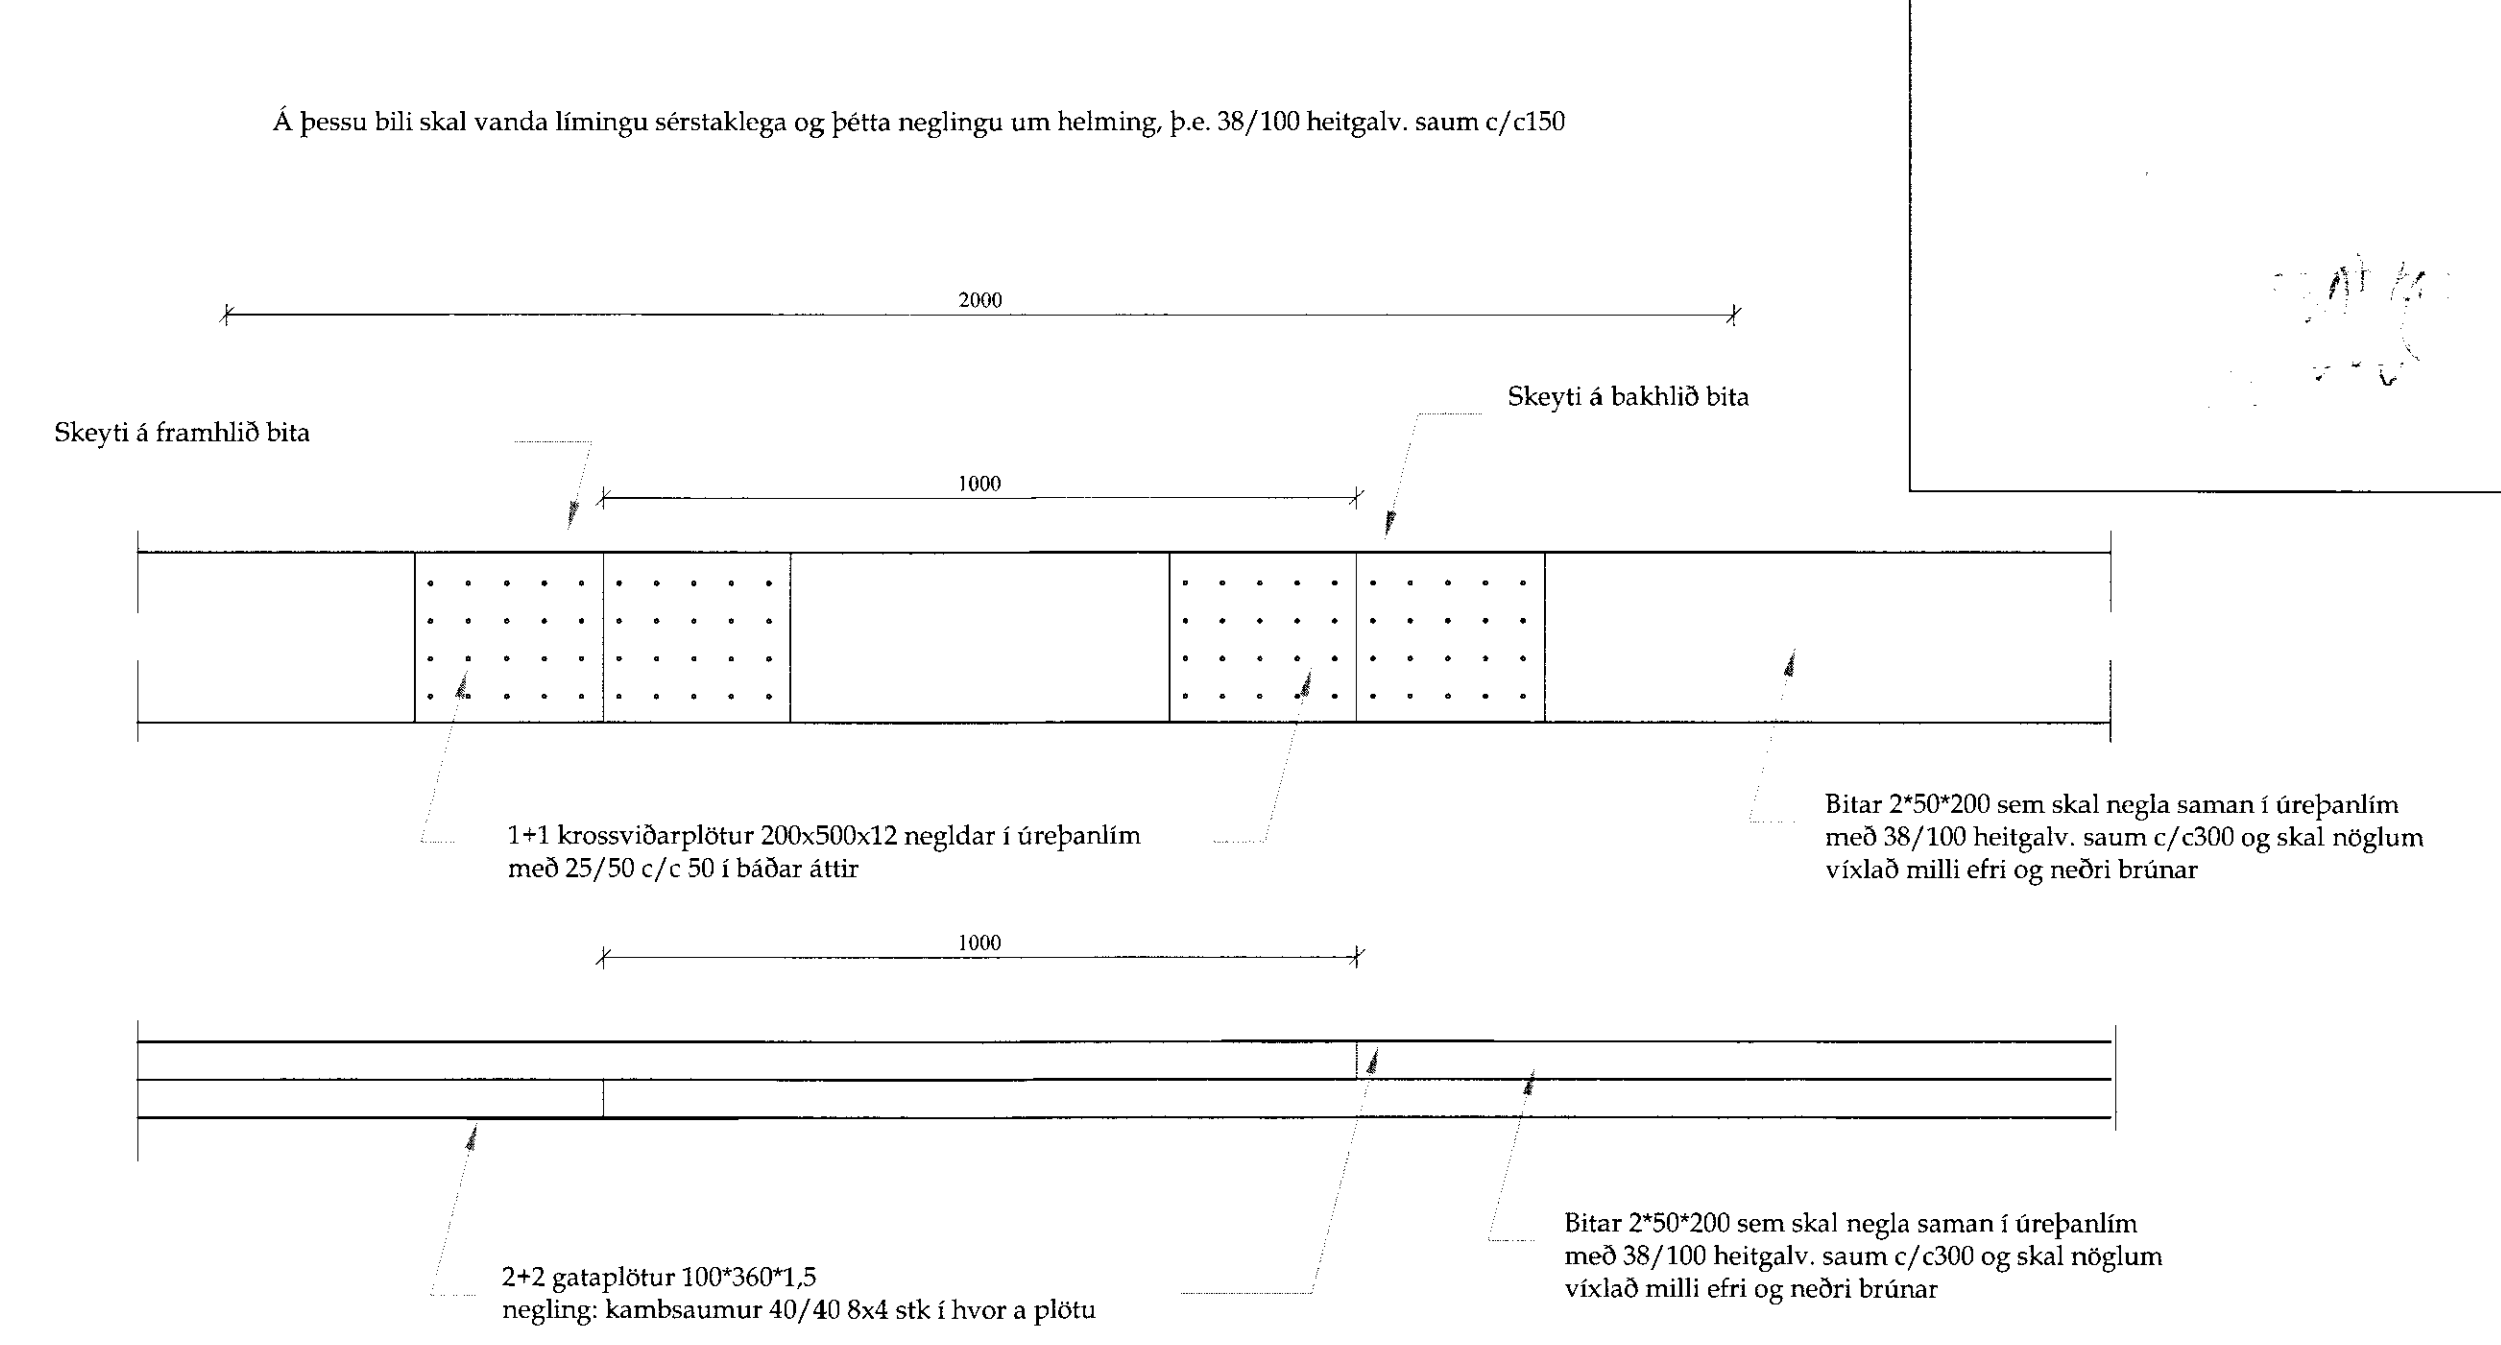 Á þessu bili skal vanda límingu sérstaklega og þétta neglingu um helming, þ.e. 38/100 heitgalv. saum c/c150
2000
Skeyti á bakhlið bita
Skeyti á framhlið bita
1000
1+1 krossviðarplötur 200x500x12 negldar í úreþanlím
með 25/50 c/c 50 í báðar áttir
Bitar 2*50*200 sem skal negla saman í úreþanlím
með 38/100 heitgalv. saum c/c300 og skal nöglum
víxlað milli efri og neðri brúnar
1000
2+2 gataplötur 100*360*1,5
negling: kambsaumur 40/40 8x4 stk í hvor a plötu
Bitar 2*50*200 sem skal negla saman í úreþanlím
með 38/100 heitgalv. saum c/c300 og skal nöglum
víxlað milli efri og neðri brúnar